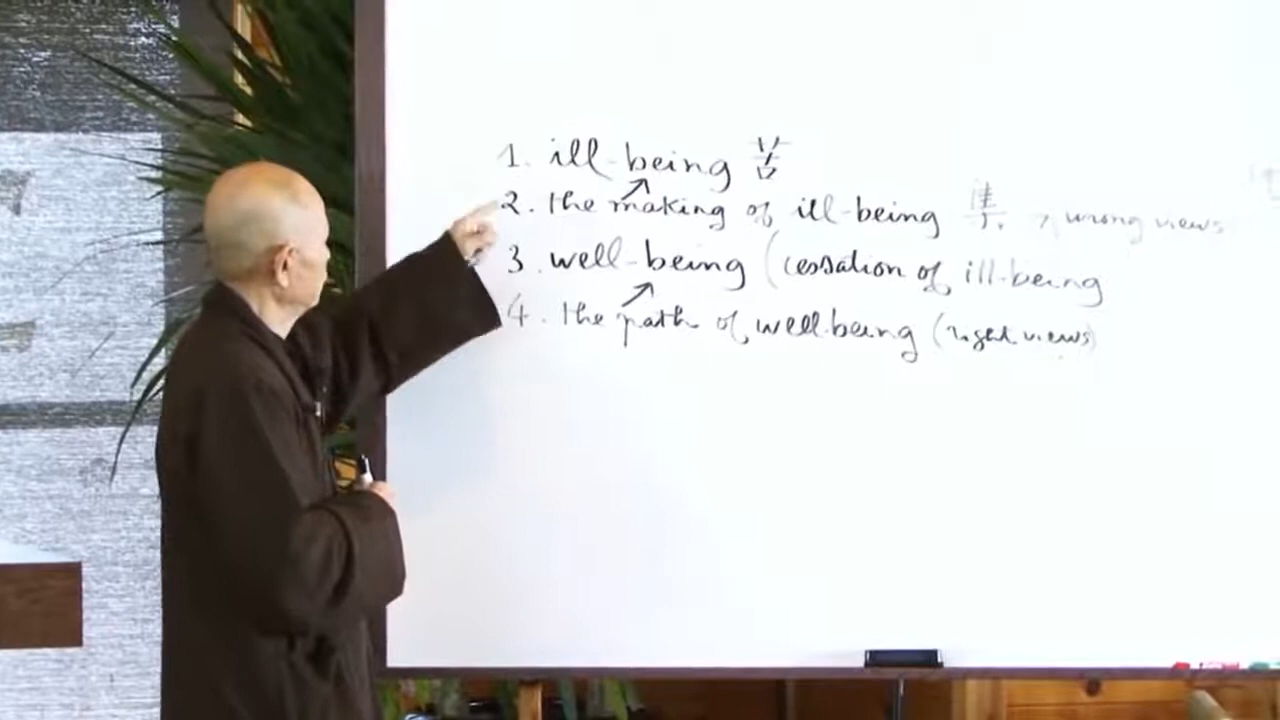 1. ill-being 苦
2. the making of ill-being 集 , wrong views
3. well-being (cessation of ill-being
4. the path of well being (right views)